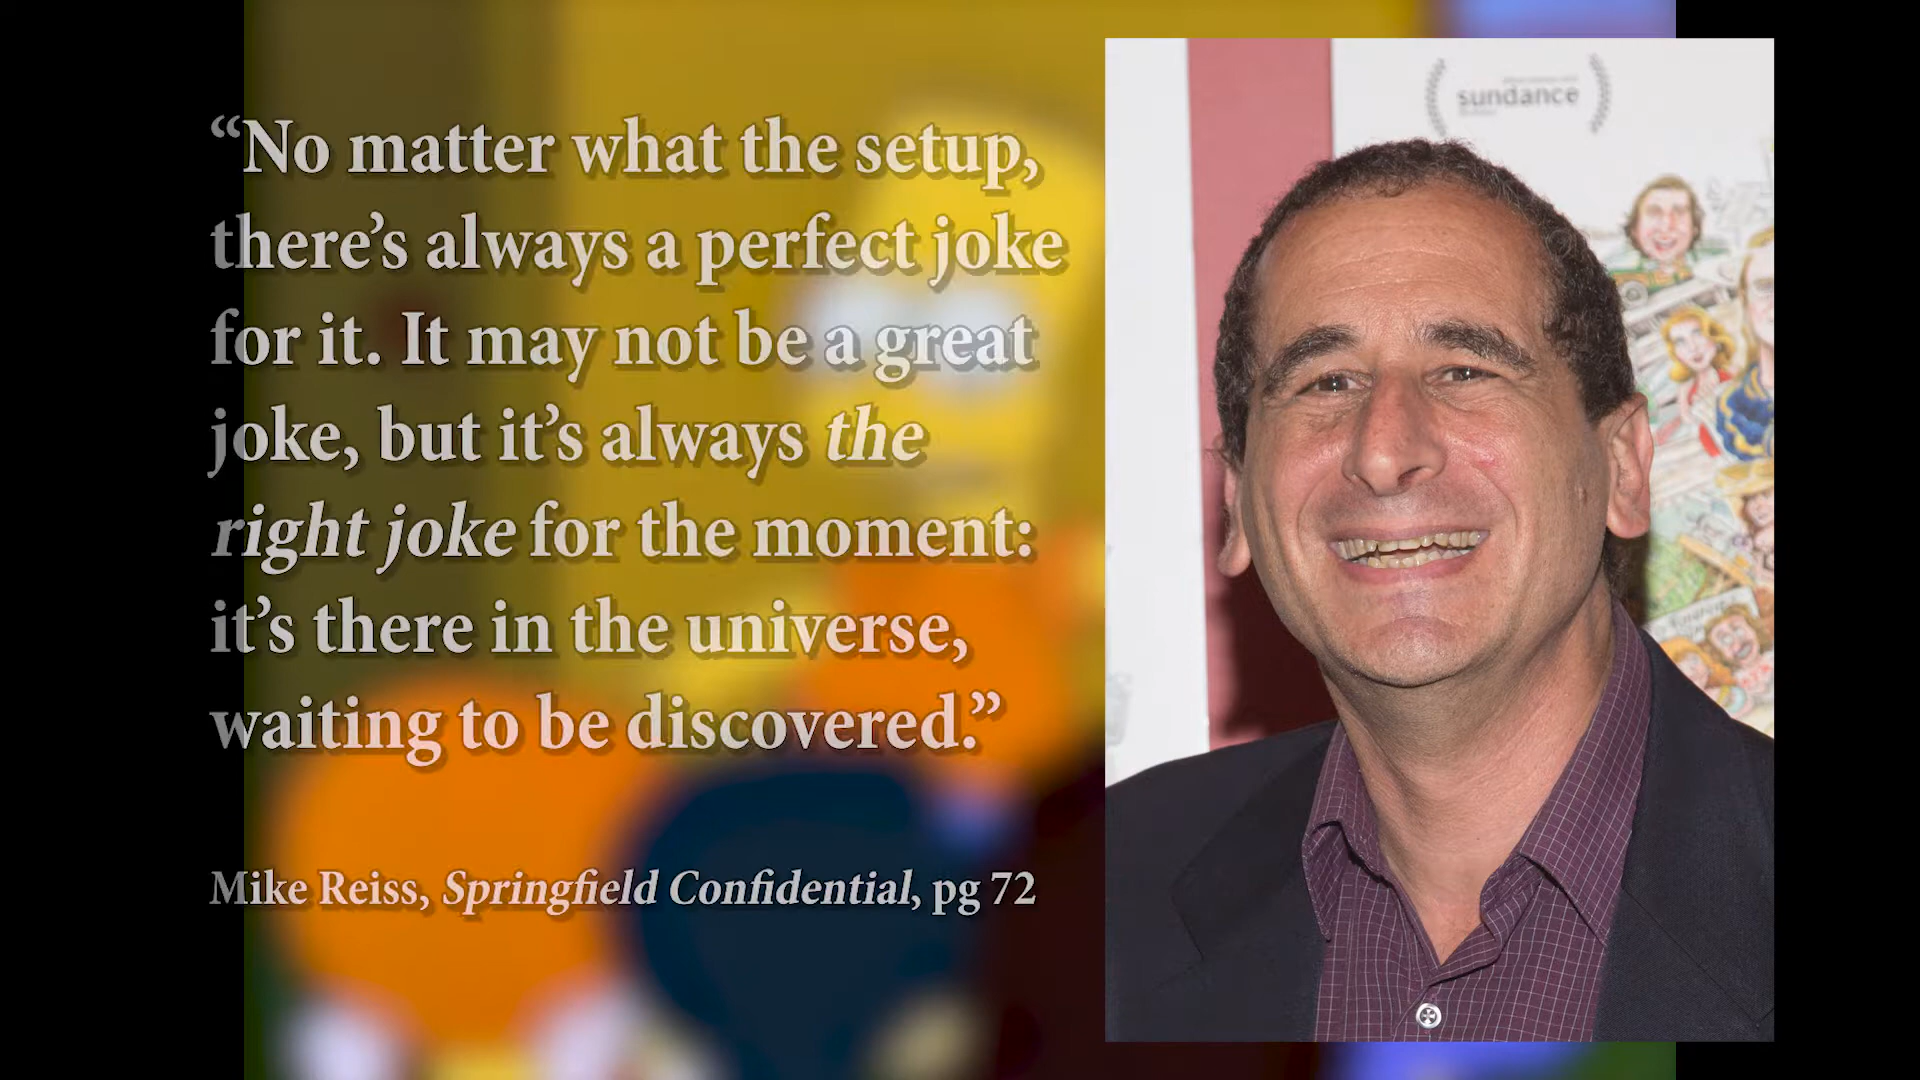 “No matter what the setup,
there’s always a perfect joke
for it. It may not be a great
joke, but it’s always the
right joke for the moment:
it’s there in the universe,
waiting to be discovered.”
Mike Reiss, Springfield Confidential, pg 72
sundance